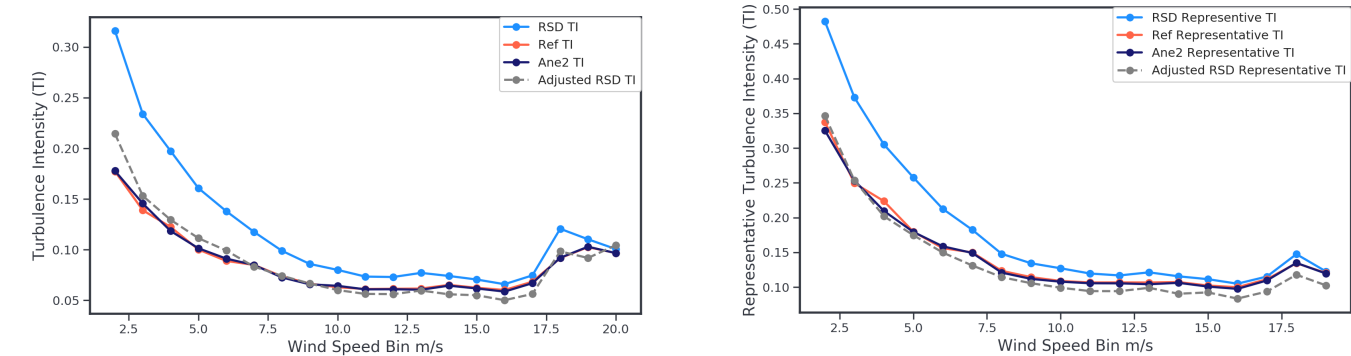 Turbulence Intensity (TI)
0.30
0.25
0.20
0.15
0.10
0.05
RSD TI
Ref TI
Ane2 TI
Adjusted RSD TI
2.5 5.0 7.5 10.0 12.5 15.0 17.5 20.0
Wind Speed Bin m/s
Representative Turbulence Intensity (TI)
0.50
0.45
0.40
0.35
0.30
0.25
0.20
0.15
0.10
RSD Representive TI
Ref Representative TI
Ane2 Representative TI
Adjusted RSD Representative TI
2.5 5.0 7.5 10.0 12.5 15.0 17.5
Wind Speed Bin m/s